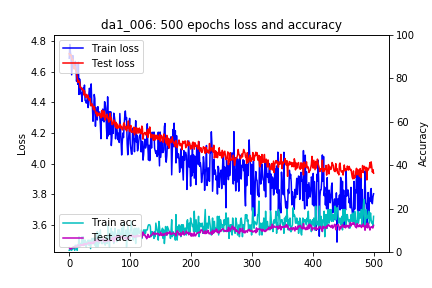 da1_006: 500 epochs loss and accuracy
Train loss
Test loss
Train acc
Test acc
Loss
4.8
4.6
4.4
4.2
4.0
3.8
3.6
Accuracy
100
80
60
40
20
0
0 100 200 300 400 500